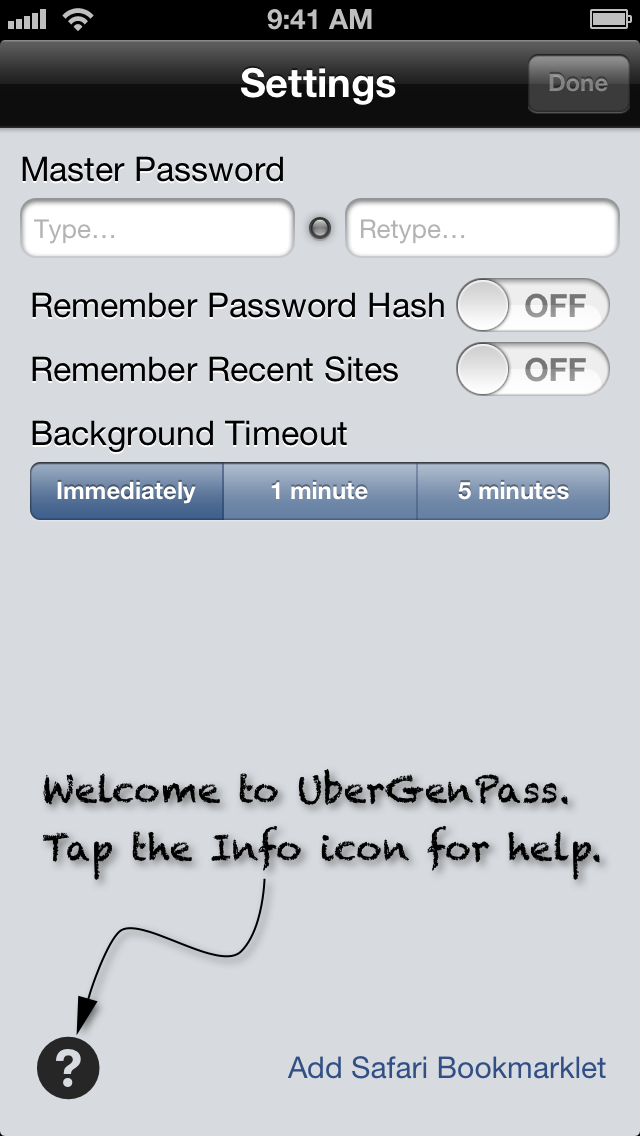 9:41 AM
Settings
Done
Master Password
Type…
Retype…
Remember Password Hash
OFF
Remember Recent Sites
OFF
Background Timeout
Immediately
1 minute
5 minutes
Welcome to UberGenPass.
Tap the Info icon for help.
?
Add Safari Bookmarklet